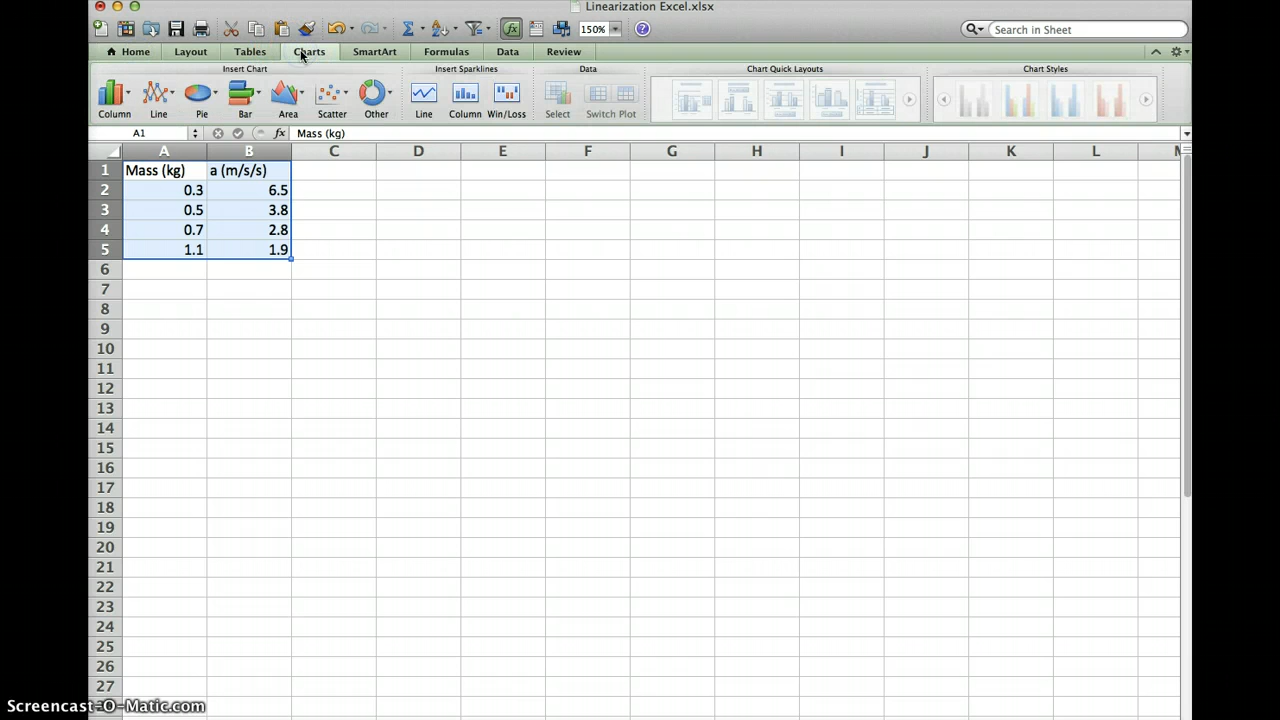 Linearization Excel.xlsx
150% Search in Sheet
Home Layout Tables Charts SmartArt Formulas Data Review
Insert Chart Insert Sparklines Data Chart Quick Layouts Chart Styles
Column Line Pie Bar Area Scatter Other Line Column Win/Loss Select Switch Plot
A1 fx Mass (kg)
A B C D E F G H I J K L M
1 Mass (kg) a (m/s/s)
2 0.3 6.5
3 0.5 3.8
4 0.7 2.8
5 1.1 1.9
6
7
8
9
10
11
12
13
14
15
16
17
18
19
20
21
22
23
24
25
26
27
Screencast-O-Matic.com